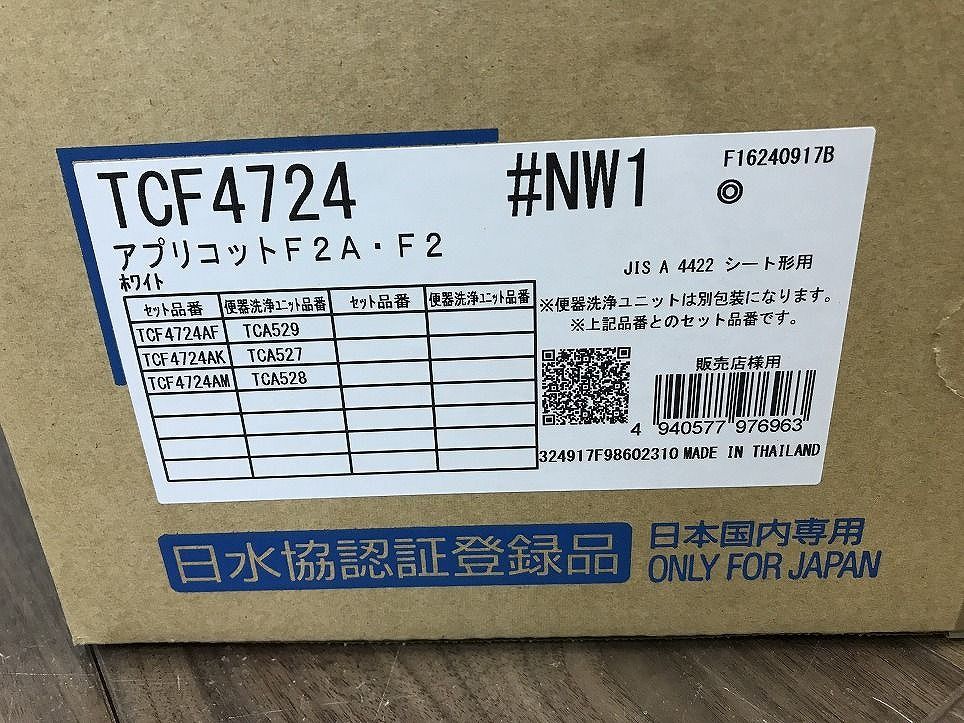 TCF4724 #NW1 F16240917B
◎
アプリコットF2A・F2
ホワイト
JIS A 4422 シート形用
セット品番 便器洗浄ユニット品番 セット品番 便器洗浄ユニット品番
TCF4724AF TCA529
TCF4724AK TCA527
TCF4724AM TCA528
※便器洗浄ユニットは別包装になります。
※上記品番とのセット品番です。
販売店様用
4 940577 976963
324917F98602310 MADE IN THAILAND
日水協認証登録品
日本国内専用
ONLY FOR JAPAN